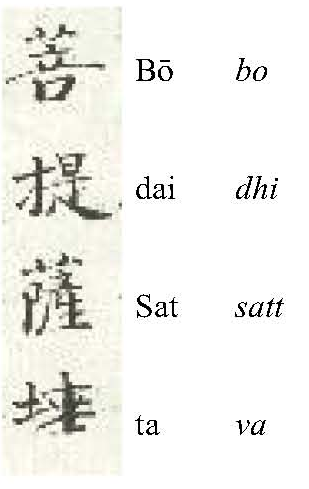 菩 Bō bo
提 dai dhi
薩 Sat satt
埵 ta va